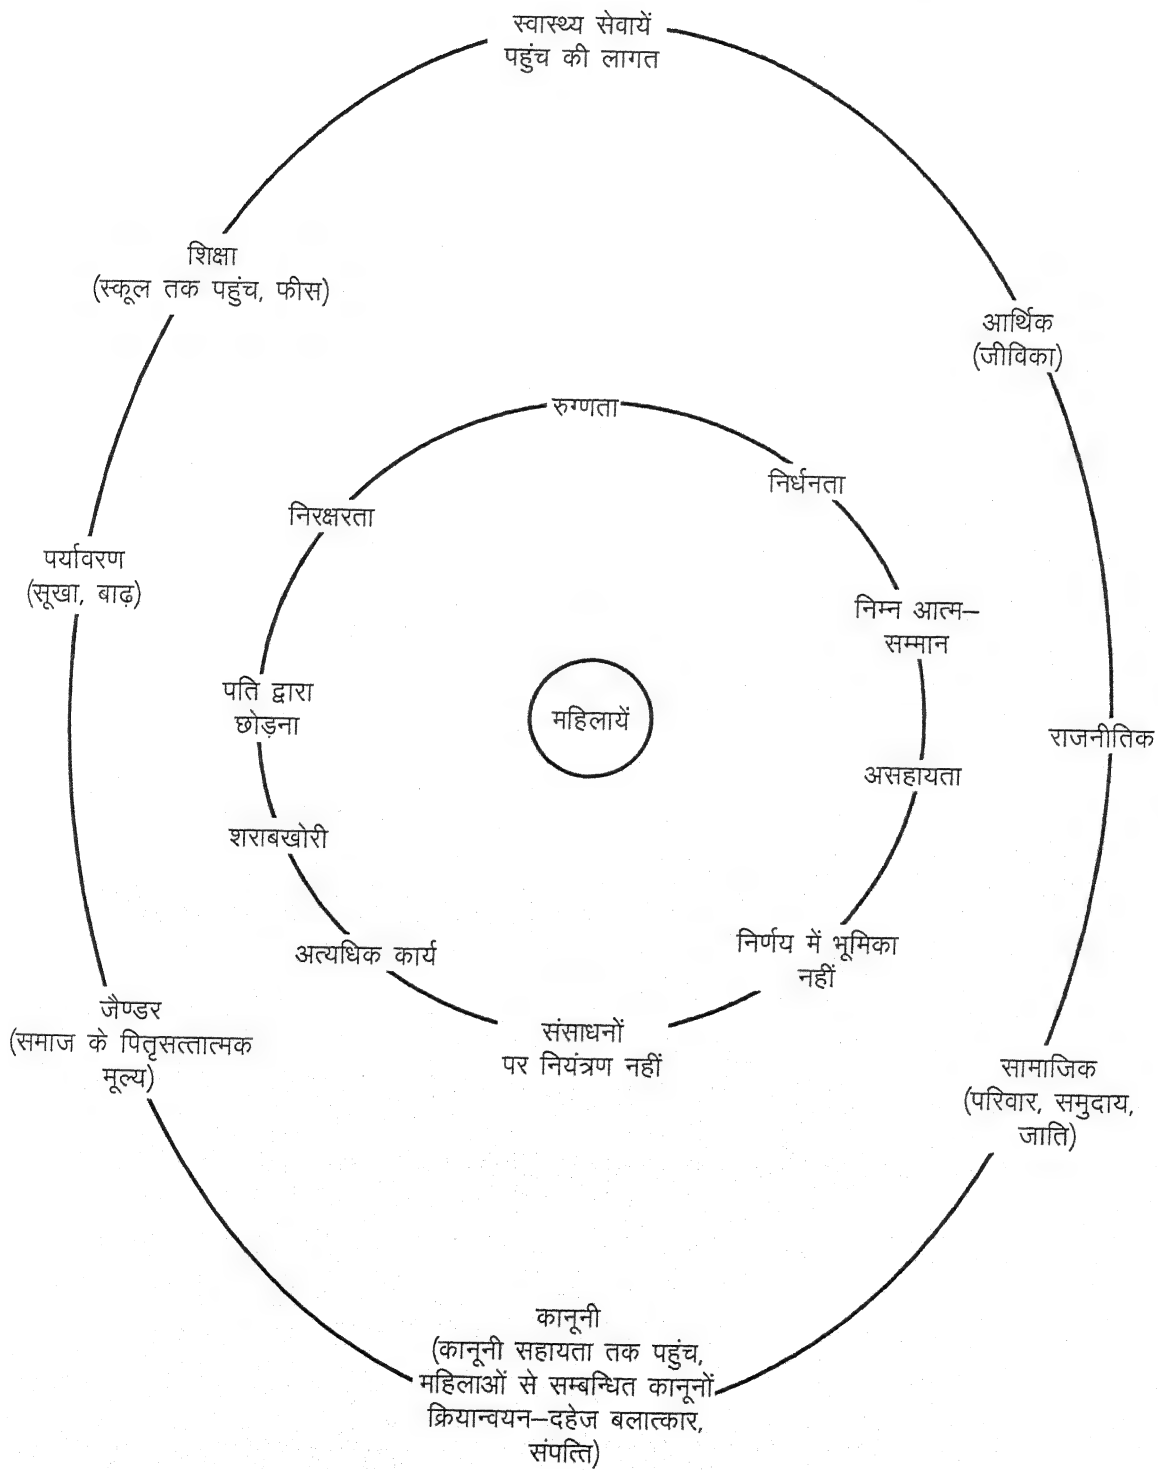 स्वास्थ्य सेवायें
पहुंच की लागत
शिक्षा
(स्कूल तक पहुंच, फीस)
आर्थिक
(जीविका)
रुग्णता
निर्धनता
निरक्षरता
पर्यावरण
(सूखा, बाढ़)
निम्न आत्म–
सम्मान
पति द्वारा
छोड़ना
महिलायें
राजनीतिक
असहायता
शराबखोरी
अत्यधिक कार्य
निर्णय में भूमिका
नहीं
जैण्डर
(समाज के पितृसत्तात्मक
मूल्य)
संसाधनों
पर नियंत्रण नहीं
सामाजिक
(परिवार, समुदाय,
जाति)
कानूनी
(कानूनी सहायता तक पहुंच,
महिलाओं से सम्बन्धित कानूनों
क्रियान्वयन–दहेज बलात्कार,
संपत्ति)